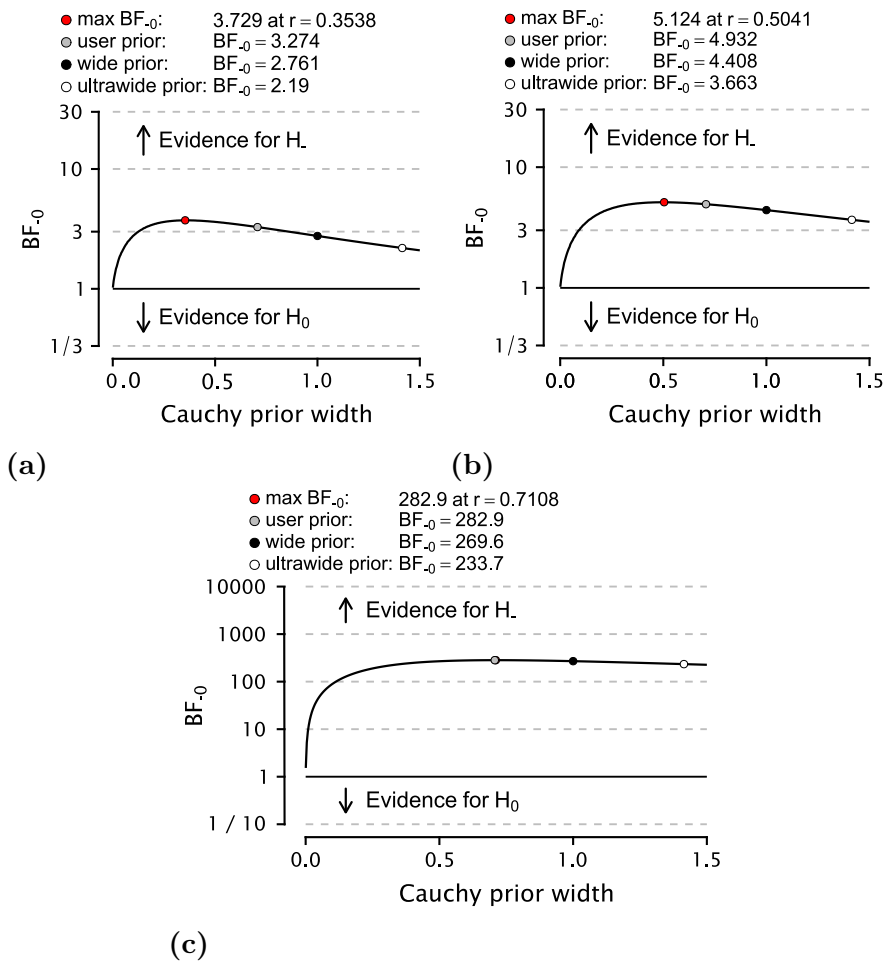 max BF-0: 3.729 at r = 0.3538
user prior: BF-0 = 3.274
wide prior: BF-0 = 2.761
ultrawide prior: BF-0 = 2.19
30
10
3
1
1/3
BF-0
Evidence for H-
Evidence for H0
0.0 0.5 1.0 1.5
Cauchy prior width
(a)
max BF-0: 5.124 at r = 0.5041
user prior: BF-0 = 4.932
wide prior: BF-0 = 4.408
ultrawide prior: BF-0 = 3.663
30
10
3
1
1/3
BF-0
Evidence for H-
Evidence for H0
0.0 0.5 1.0 1.5
Cauchy prior width
(b)
max BF-0: 282.9 at r = 0.7108
user prior: BF-0 = 282.9
wide prior: BF-0 = 269.6
ultrawide prior: BF-0 = 233.7
10000
1000
100
10
1
1 / 10
BF-0
Evidence for H-
Evidence for H0
0.0 0.5 1.0 1.5
Cauchy prior width
(c)